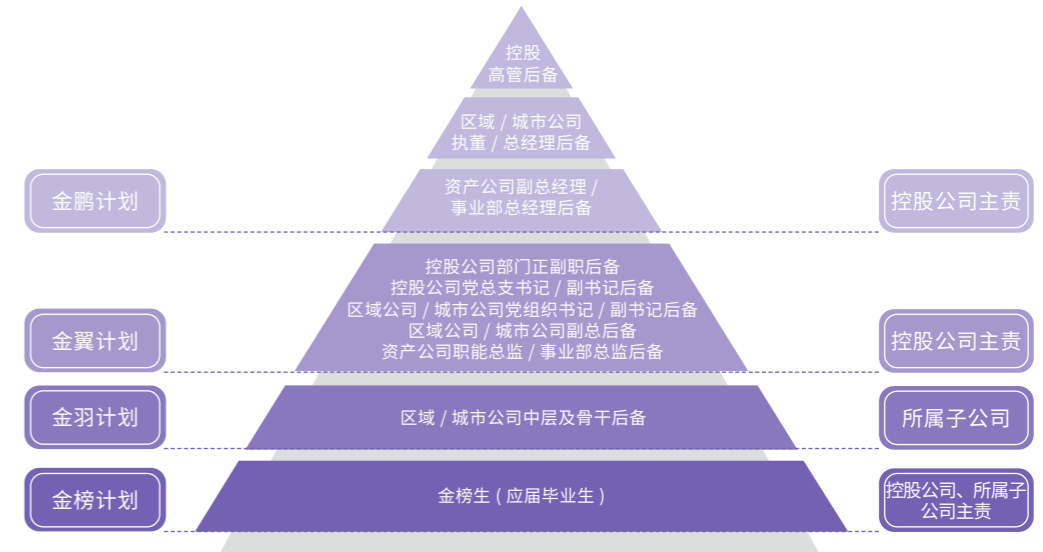 控股
高管后备
区域 / 城市公司
执董 / 总经理后备
金鹏计划
资产公司副总经理 /
事业部总经理后备
控股公司主责
控股公司部门正副职后备
控股公司党总支书记 / 副书记后备
区域公司 / 城市公司党组织书记 / 副书记后备
区域公司 / 城市公司副总后备
资产公司职能总监 / 事业部总监后备
金翼计划
控股公司主责
金羽计划
区域 / 城市公司中层及骨干后备
所属子公司
金榜计划
金榜生 ( 应届毕业生 )
控股公司、所属子
公司主责